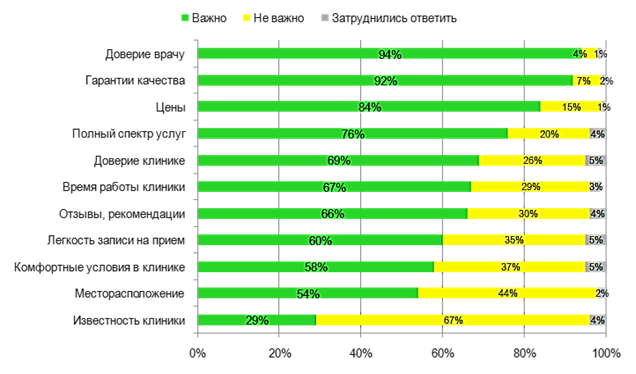 Важно Не важно Затруднились ответить
Доверие врачу 94% 4% 1%
Гарантии качества 92% 7% 2%
Цены 84% 15% 1%
Полный спектр услуг 76% 20% 4%
Доверие клинике 69% 26% 5%
Время работы клиники 67% 29% 3%
Отзывы, рекомендации 66% 30% 4%
Легкость записи на прием 60% 35% 5%
Комфортные условия в клинике 58% 37% 5%
Месторасположение 54% 44% 2%
Известность клиники 29% 67% 4%
0% 20% 40% 60% 80% 100%